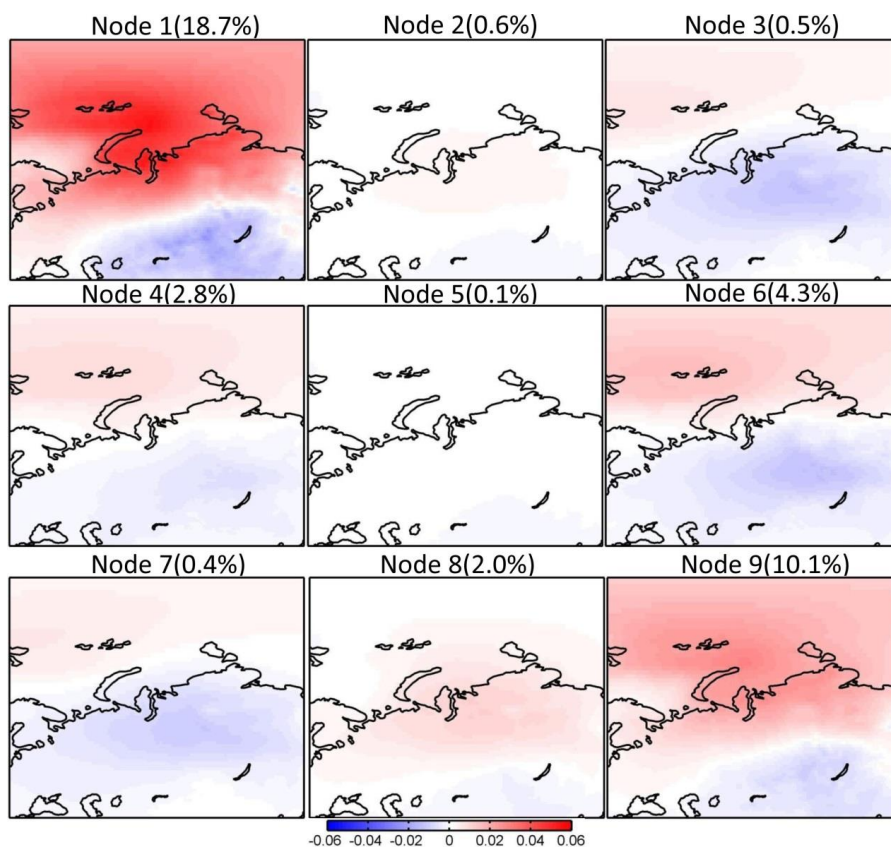 Node 1(18.7%) Node 2(0.6%) Node 3(0.5%)
Node 4(2.8%) Node 5(0.1%) Node 6(4.3%)
Node 7(0.4%) Node 8(2.0%) Node 9(10.1%)
-0.06 -0.04 -0.02 0 0.02 0.04 0.06